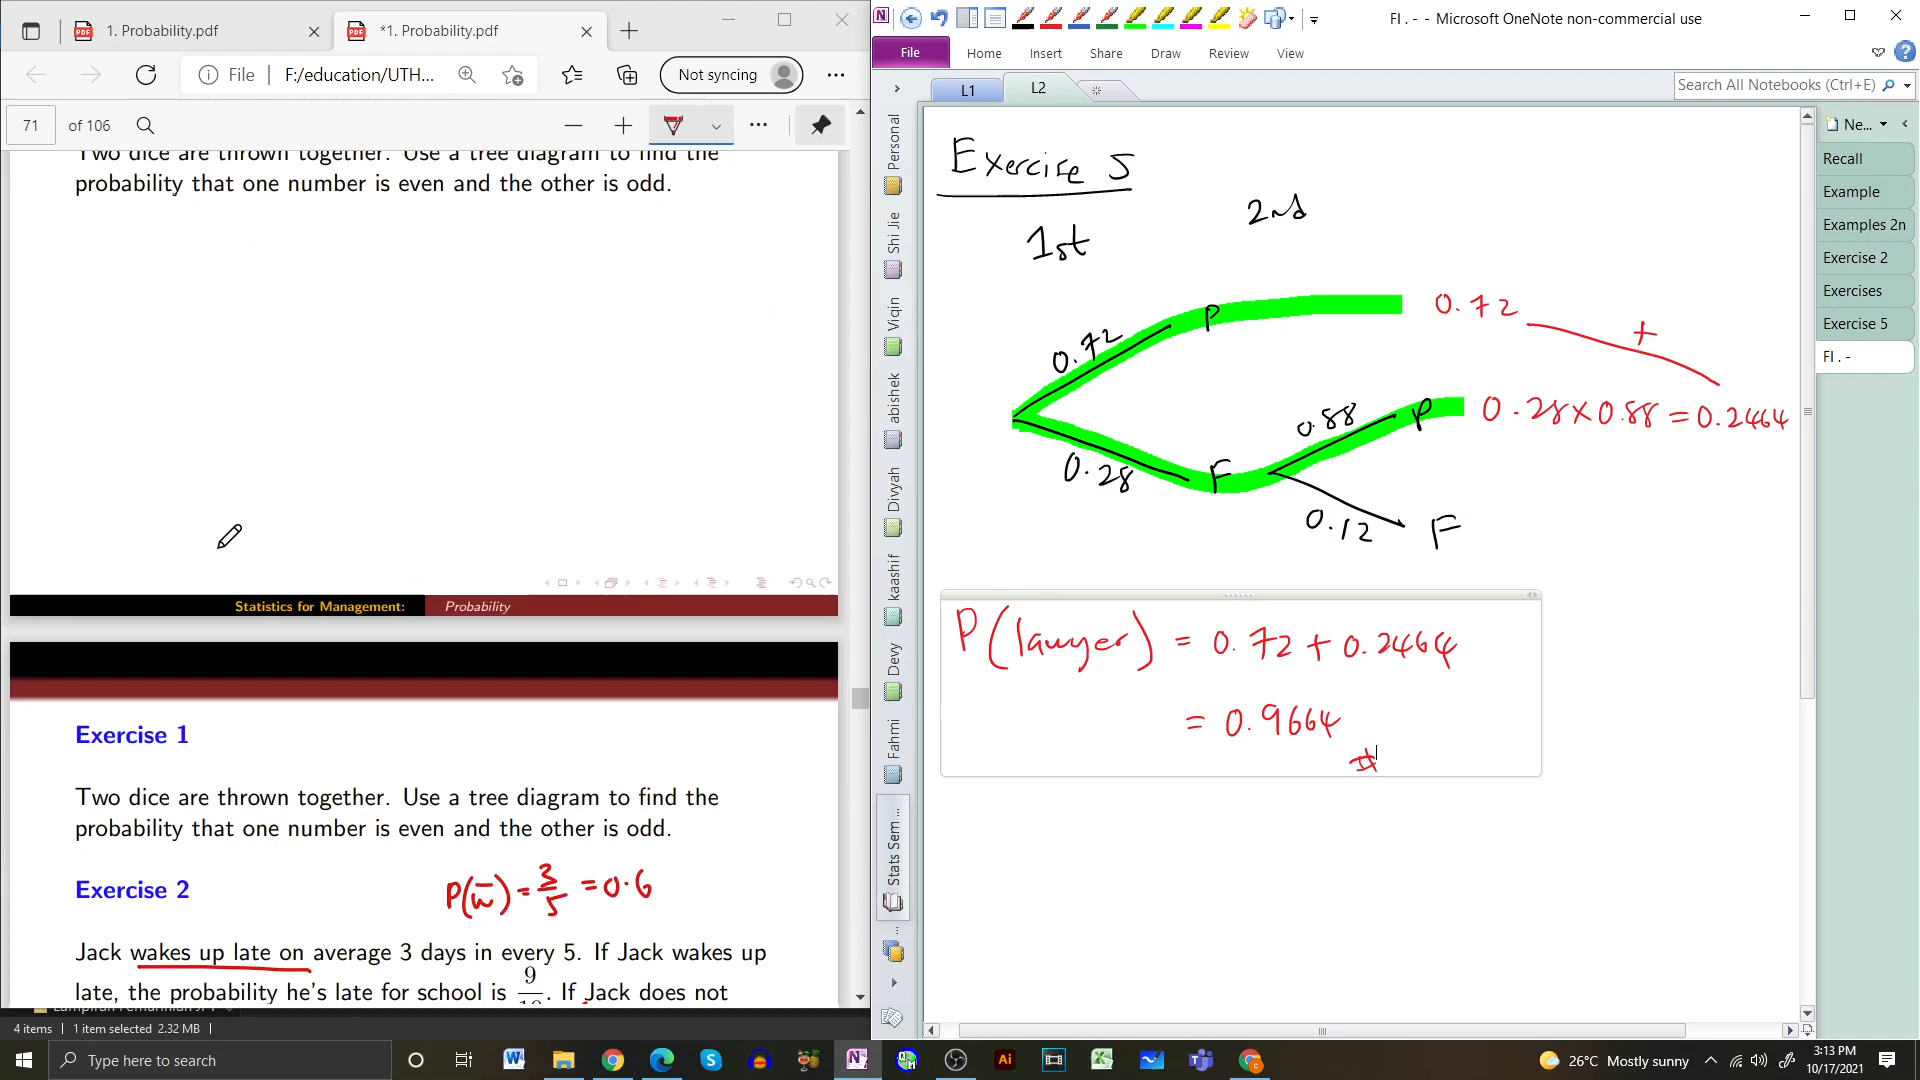 1. Probability.pdf
*1. Probability.pdf
File
F:/education/UTH...
Not syncing
71
of 106
Two dice are thrown together. Use a tree diagram to find the
probability that one number is even and the other is odd.
Statistics for Management:
Probability
Exercise 1
Two dice are thrown together. Use a tree diagram to find the
probability that one number is even and the other is odd.
Exercise 2
P(W̄) = 3/5 = 0.6
Jack wakes up late on average 3 days in every 5. If Jack wakes up
late, the probability he's late for school is 9/10. If Jack does not
4 items
1 item selected 2.32 MB
FI . - - Microsoft OneNote non-commercial use
File
Home
Insert
Share
Draw
Review
View
L1
L2
Search All Notebooks (Ctrl+E)
Personal
Shi Jie
Viqin
abishek
Divyah
kaashif
Devy
Fahmi
Stats Sem ...
Exercise 5
1st
2nd
0.72
P
0.72
+
0.28
F
0.88
P
0.28 x 0.88 = 0.2464
0.12
F
P(lawyer) = 0.72 + 0.2464
= 0.9664
#
Ne...
Recall
Example
Examples 2n
Exercise 2
Exercises
Exercise 5
FI . -
Type here to search
26°C Mostly sunny
3:13 PM
10/17/2021